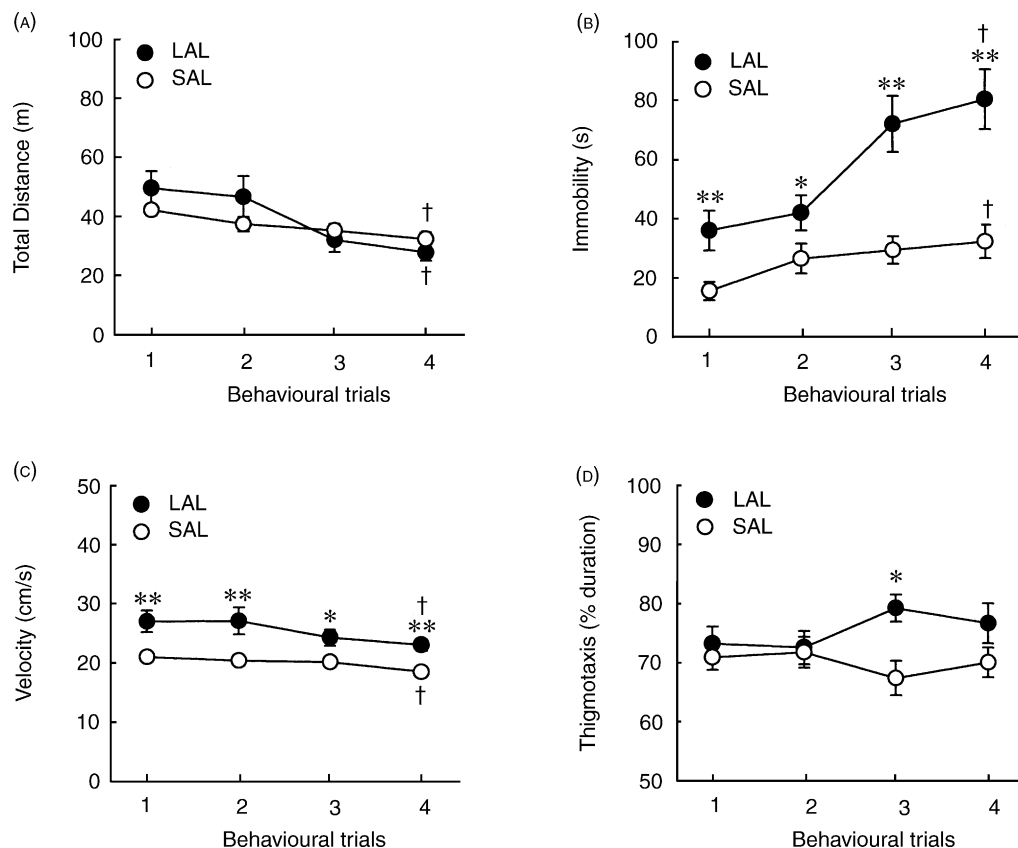 (A)
100
80
60
40
20
0
Total Distance (m)
LAL
SAL
†
†
1 2 3 4
Behavioural trials
(B)
100
80
60
40
20
0
Immobility (s)
LAL
SAL
**
*
**
†
**
†
1 2 3 4
Behavioural trials
(C)
50
40
30
20
10
0
Velocity (cm/s)
LAL
SAL
**
**
*
†
**
†
1 2 3 4
Behavioural trials
(D)
100
90
80
70
60
50
Thigmotaxis (% duration)
LAL
SAL
*
1 2 3 4
Behavioural trials